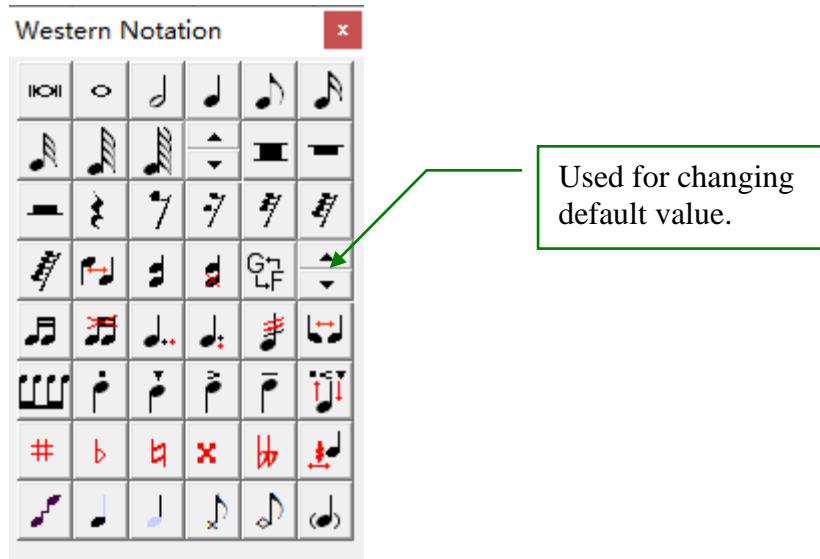 Western Notation
x
Used for changing
default value.
G
F